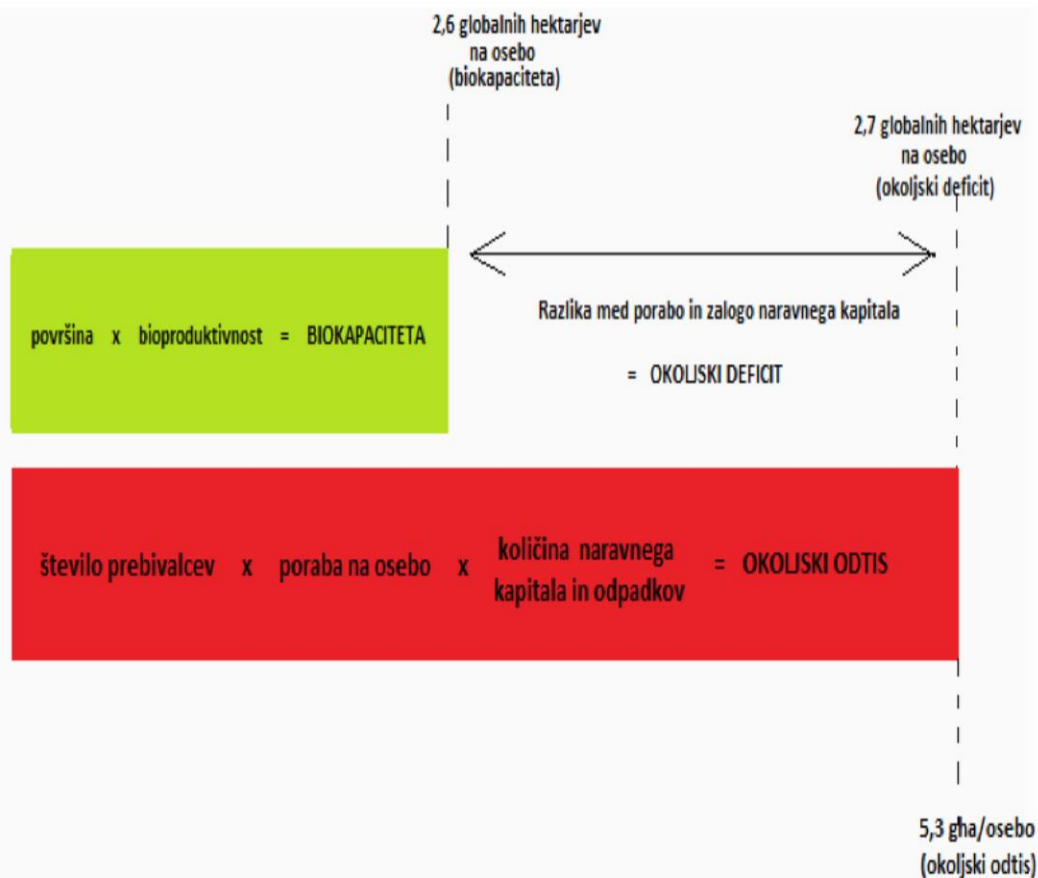 2,6 globalnih hektarjev
na osebo
(biokapaciteta)
2,7 globalnih hektarjev
na osebo
(okoljski deficit)
površina x bioproduktivnost = BIOKAPACITETA
Razlika med porabo in zalogo naravnega kapitala
= OKOLJSKI DEFICIT
število prebivalcev x poraba na osebo x količina naravnega
kapitala in odpadkov = OKOLJSKI ODTIS
5,3 gha/osebo
(okoljski odtis)